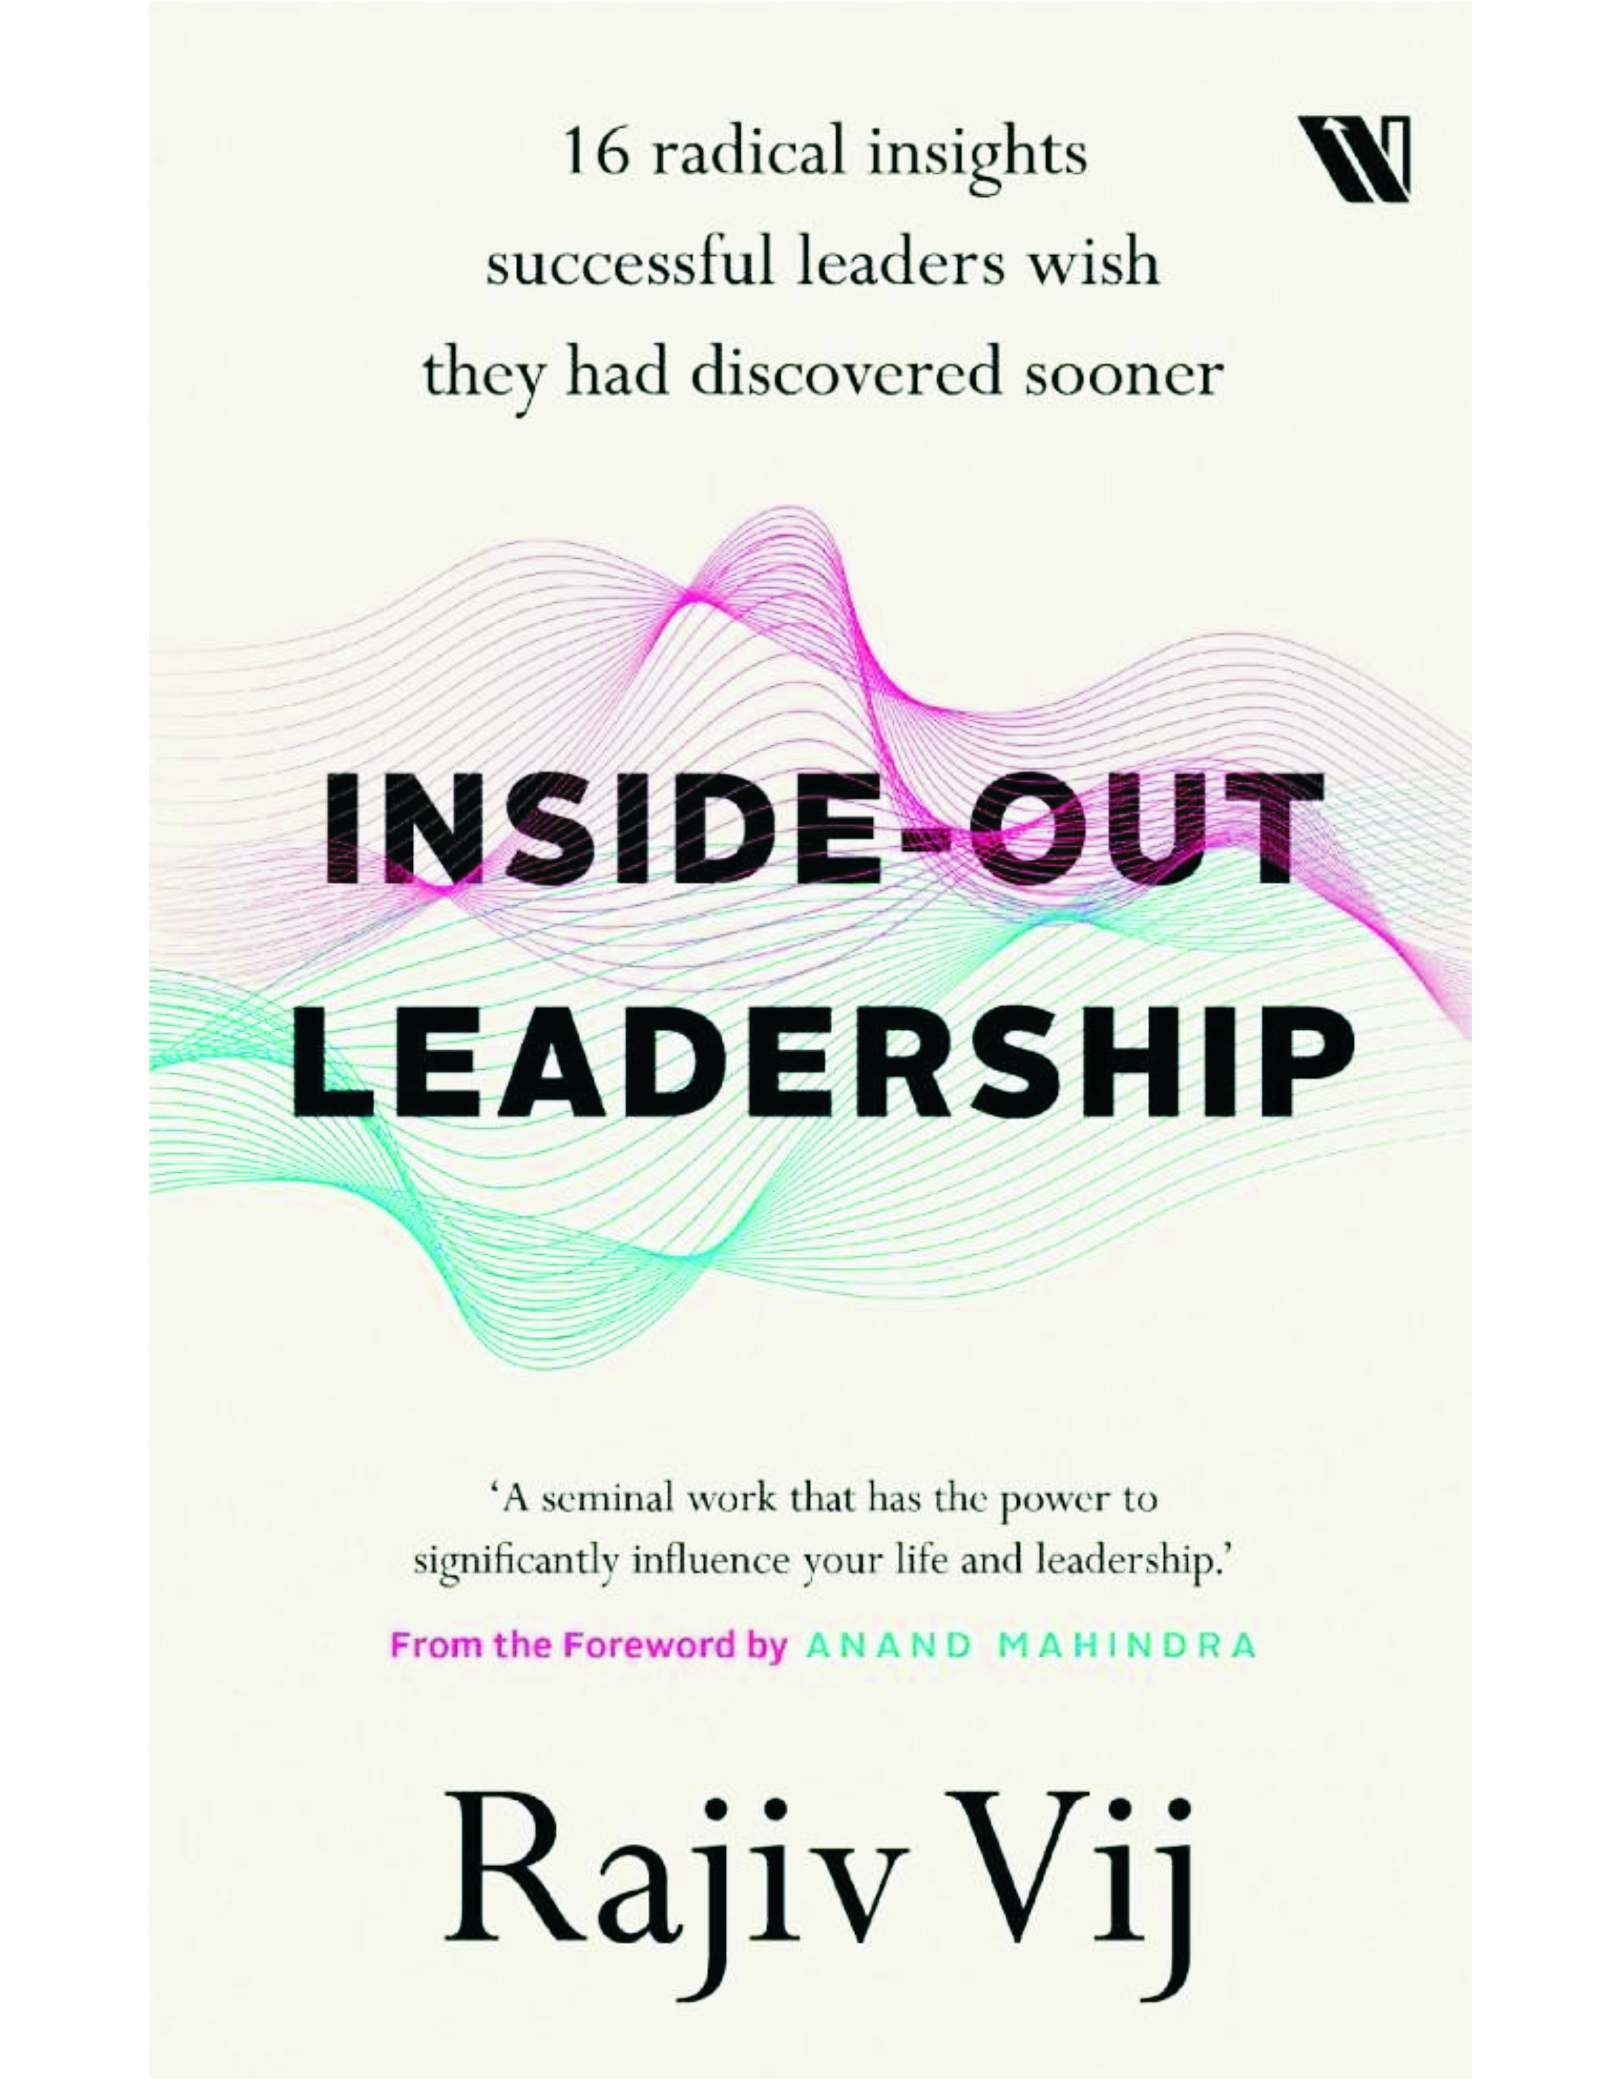 16 radical insights
successful leaders wish
they had discovered sooner
INSIDE-OUT
LEADERSHIP
‘A seminal work that has the power to
significantly influence your life and leadership.’
From the Foreword by ANAND MAHINDRA
Rajiv Vij